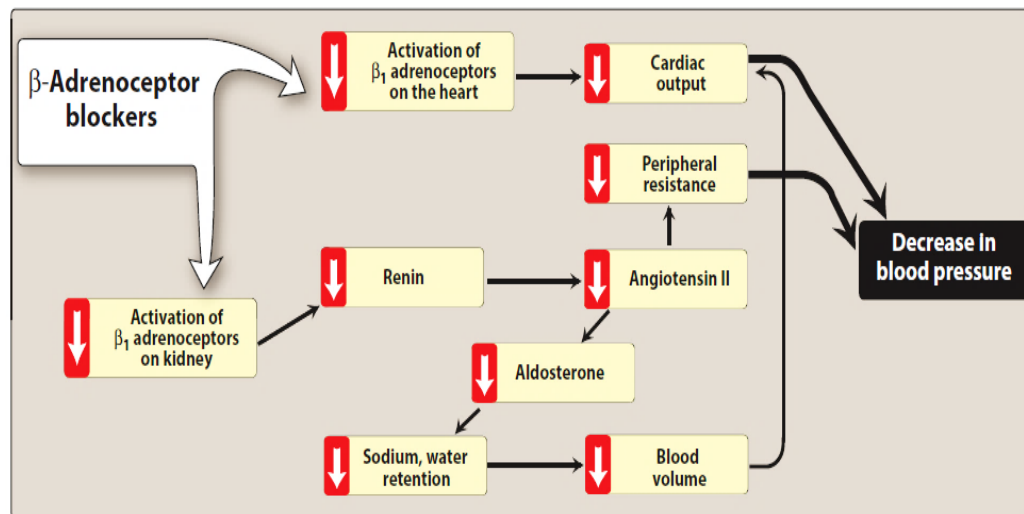 β-Adrenoceptor
blockers
Activation of
β₁ adrenoceptors
on the heart
Cardiac
output
Peripheral
resistance
Decrease in
blood pressure
Renin
Angiotensin II
Activation of
β₁ adrenoceptors
on kidney
Aldosterone
Sodium, water
retention
Blood
volume